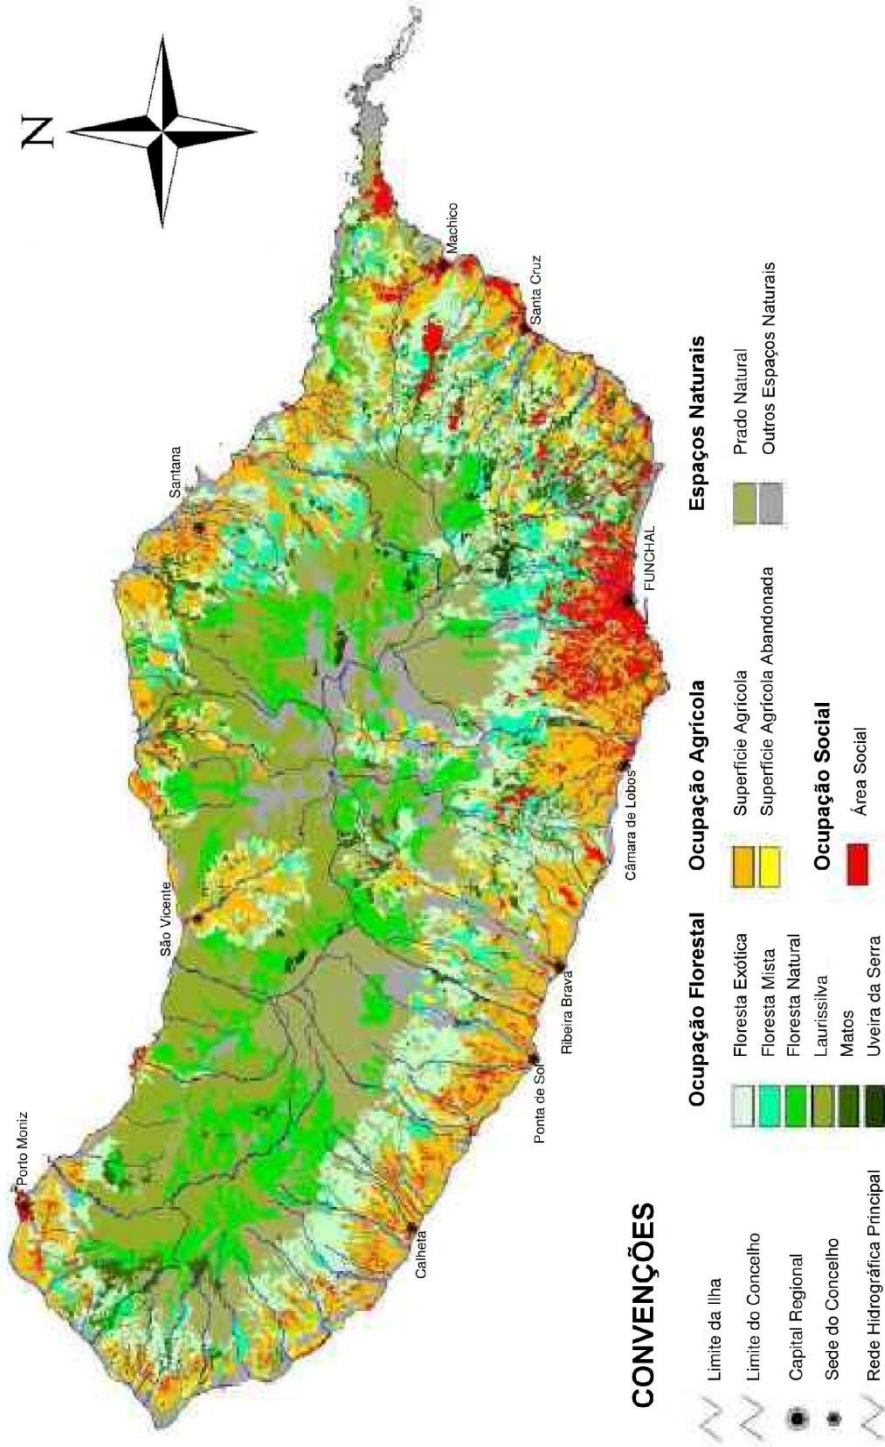 N
Porto Moniz
São Vicente
Santana
Machico
Santa Cruz
FUNCHAL
Câmara de Lobos
Ribeira Brava
Ponta de Sol
Calheta
CONVENÇÕES
Limite da Ilha
Limite do Concelho
Capital Regional
Sede do Concelho
Rede Hidrográfica Principal
Ocupação Florestal
Floresta Exótica
Floresta Mista
Floresta Natural
Laurissilva
Matos
Uveira da Serra
Ocupação Agrícola
Superfície Agrícola
Superfície Agrícola Abandonada
Ocupação Social
Área Social
Espaços Naturais
Prado Natural
Outros Espaços Naturais